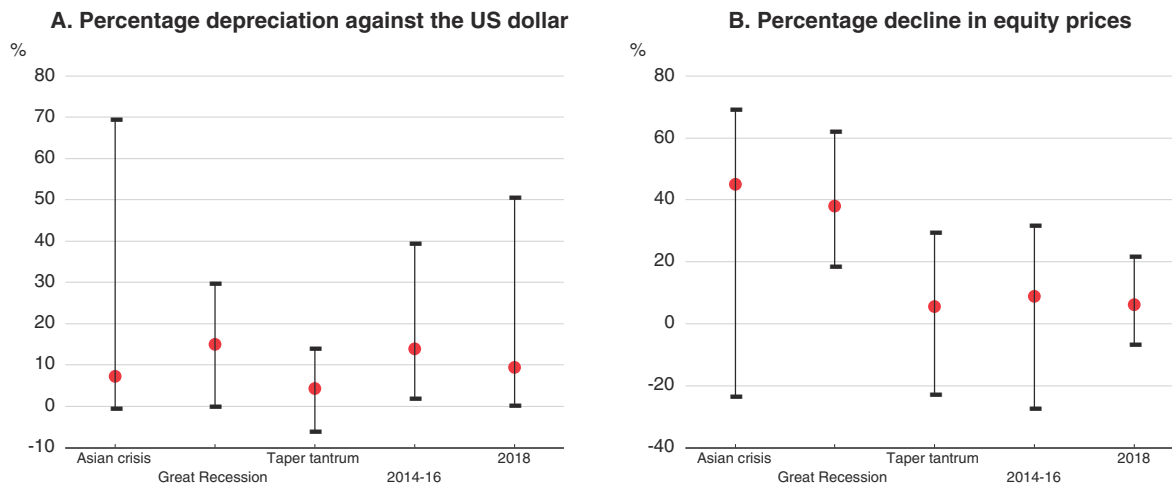 A. Percentage depreciation against the US dollar
%
80
70
60
50
40
30
20
10
0
-10
Asian crisis
Great Recession
Taper tantrum
2014-16
2018
B. Percentage decline in equity prices
%
80
60
40
20
0
-20
-40
Asian crisis
Great Recession
Taper tantrum
2014-16
2018